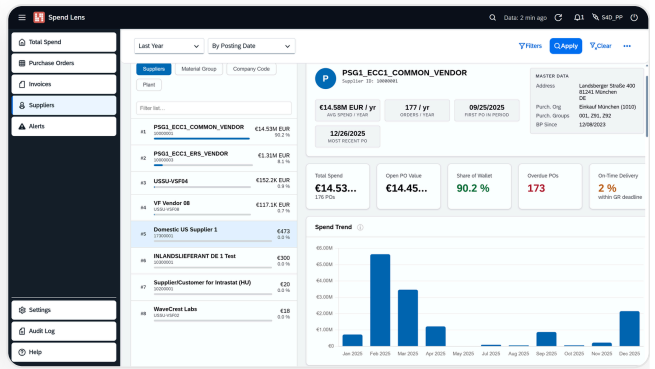 Spend Lens
Data: 2 min ago
1
S4D_PP
Total Spend
Purchase Orders
Invoices
Suppliers
Alerts
Settings
Audit Log
Help
Last Year
By Posting Date
Filters
Apply
Clear
Suppliers
Material Group
Company Code
Plant
Filter list...
#1 PSG1_ECC1_COMMON_VENDOR €14.53M EUR
10000001 90.2 %
#2 PSG1_ECC1_ERS_VENDOR €1.31M EUR
10000003 8.1 %
#3 USSU-VSF04 €152.2K EUR
0.9 %
#4 VF Vendor 08 €117.1K EUR
USSU-VSF08 0.7 %
#5 Domestic US Supplier 1 €473
17300001 0.0 %
#6 INLANDSLIEFERANT DE 1 Test €300
10300001 0.0 %
#7 Supplier/Customer for Intrastat (HU) €20
10200001 0.0 %
#8 WaveCrest Labs €18
0.0 %
P
PSG1_ECC1_COMMON_VENDOR
Supplier ID: 10000001
€14.58M EUR / yr
AVG SPEND / YEAR
177 / yr
ORDERS / YEAR
09/25/2025
FIRST PO IN PERIOD
12/26/2025
MOST RECENT PO
MASTER DATA
Address Landsberger Straße 400
81241 München
DE
Purch. Org Einkauf München (1010)
Purch. Groups 001, Z91, Z92
BP Since 12/08/2023
Total Spend
€14.53...
176 POs
Open PO Value
€14.45...
Share of Wallet
90.2 %
Overdue POs
173
On-Time Delivery
2 %
within GR deadline
Spend Trend
€6.00M
€5.00M
€4.00M
€3.00M
€2.00M
€1.00M
€0
Jan 2025 Feb 2025 Mar 2025 Apr 2025 May 2025 Jul 2025 Aug 2025 Sep 2025 Oct 2025 Nov 2025 Dec 2025